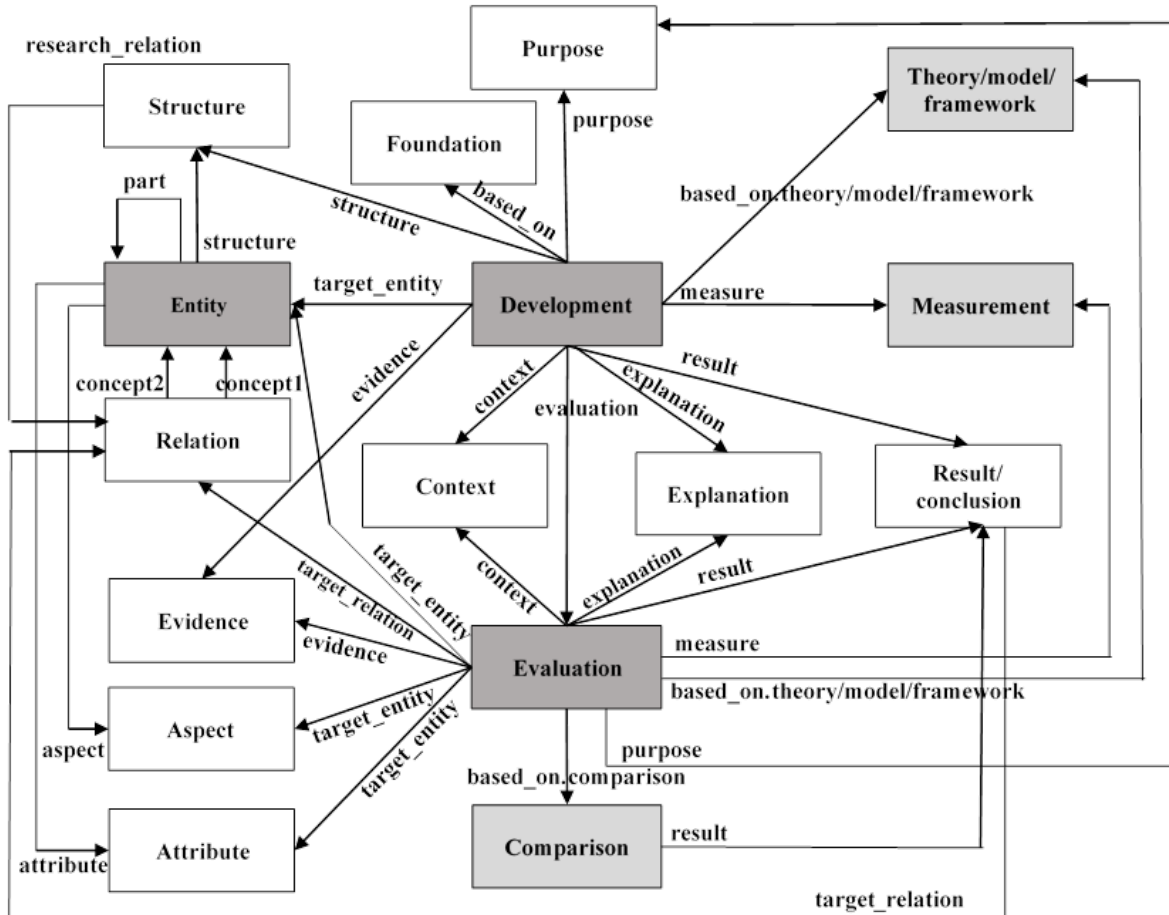 research_relation
Purpose
Theory/model/
framework
Structure
purpose
Foundation
part
based_on
based_on.theory/model/framework
structure
structure
target_entity
measure
Entity
Development
Measurement
concept2
concept1
evidence
context
evaluation
explanation
result
Relation
Context
Explanation
Result/
conclusion
target_relation
target_entity
context
explanation
result
Evidence
evidence
measure
Evaluation
based_on.theory/model/framework
Aspect
target_entity
aspect
target_entity
purpose
based_on.comparison
Attribute
attribute
Comparison
result
target_relation